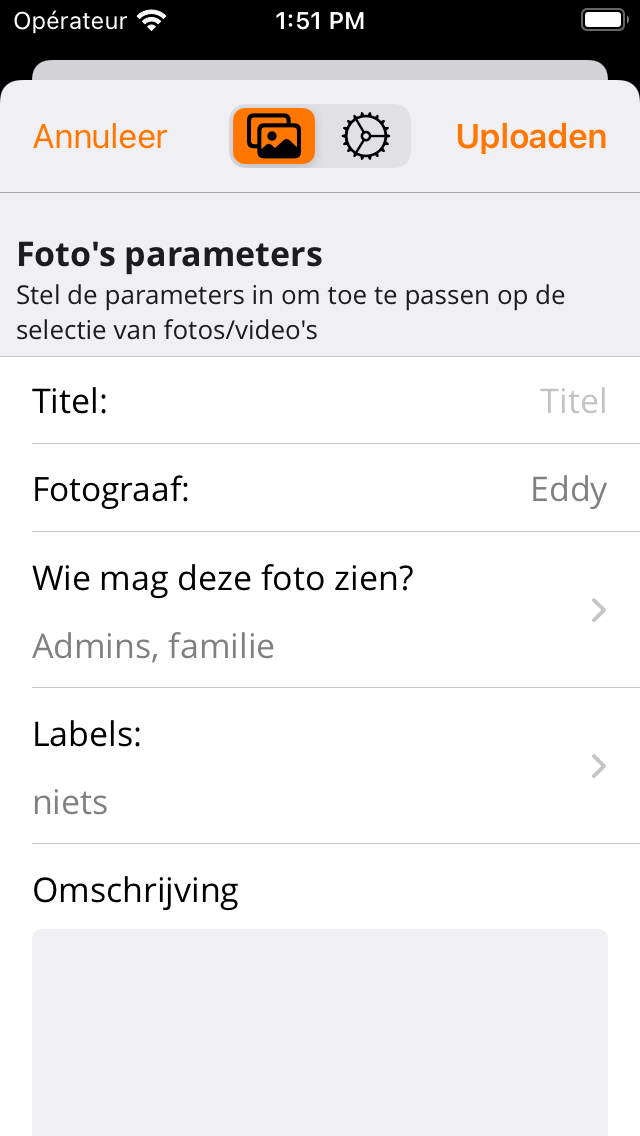 Opérateur 1:51 PM
Annuleer Uploaden
Foto's parameters
Stel de parameters in om toe te passen op de
selectie van fotos/video's
Titel: Titel
Fotograaf: Eddy
Wie mag deze foto zien?
Admins, familie
Labels:
niets
Omschrijving